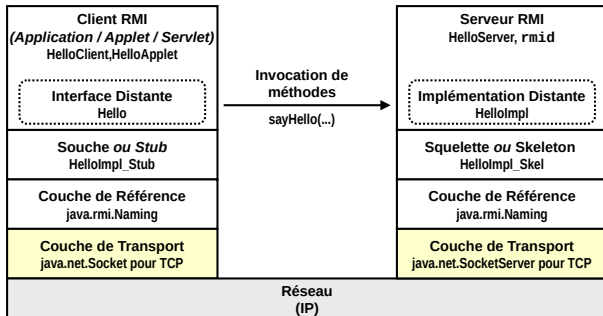 Client RMI
(Application / Applet / Servlet)
HelloClient,HelloApplet
Interface Distante
Hello
Souche ou Stub
HelloImpl_Stub
Couche de Référence
java.rmi.Naming
Couche de Transport
java.net.Socket pour TCP
Invocation de
méthodes
sayHello(...)
Serveur RMI
HelloServer, rmid
Implémentation Distante
HelloImpl
Squelette ou Skeleton
HelloImpl_Skel
Couche de Référence
java.rmi.Naming
Couche de Transport
java.net.SocketServer pour TCP
Réseau
(IP)